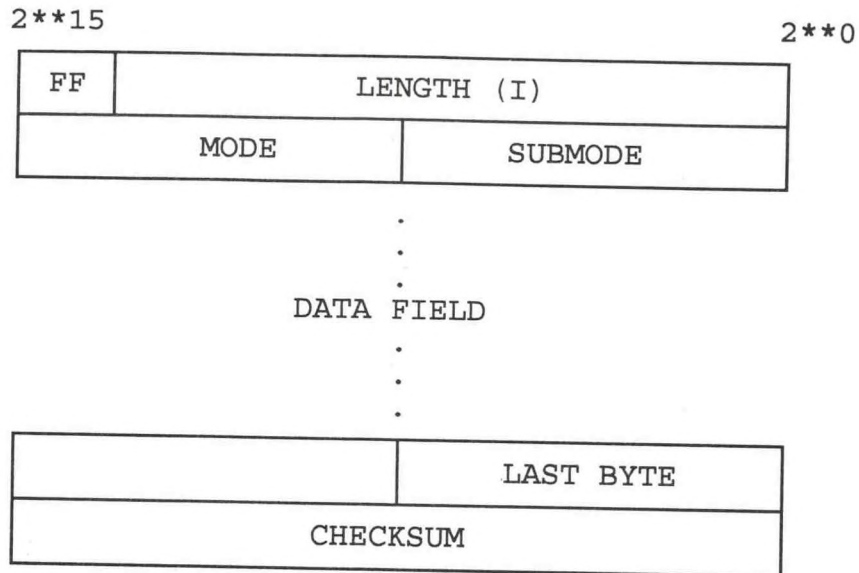 2**15 2**0
FF LENGTH (I)
MODE SUBMODE
DATA FIELD
LAST BYTE
CHECKSUM